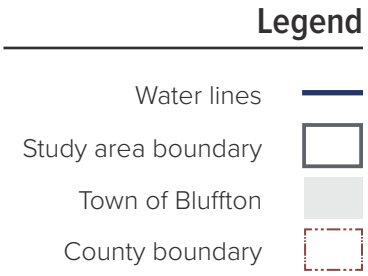 Legend
Water lines
Study area boundary
Town of Bluffton
County boundary